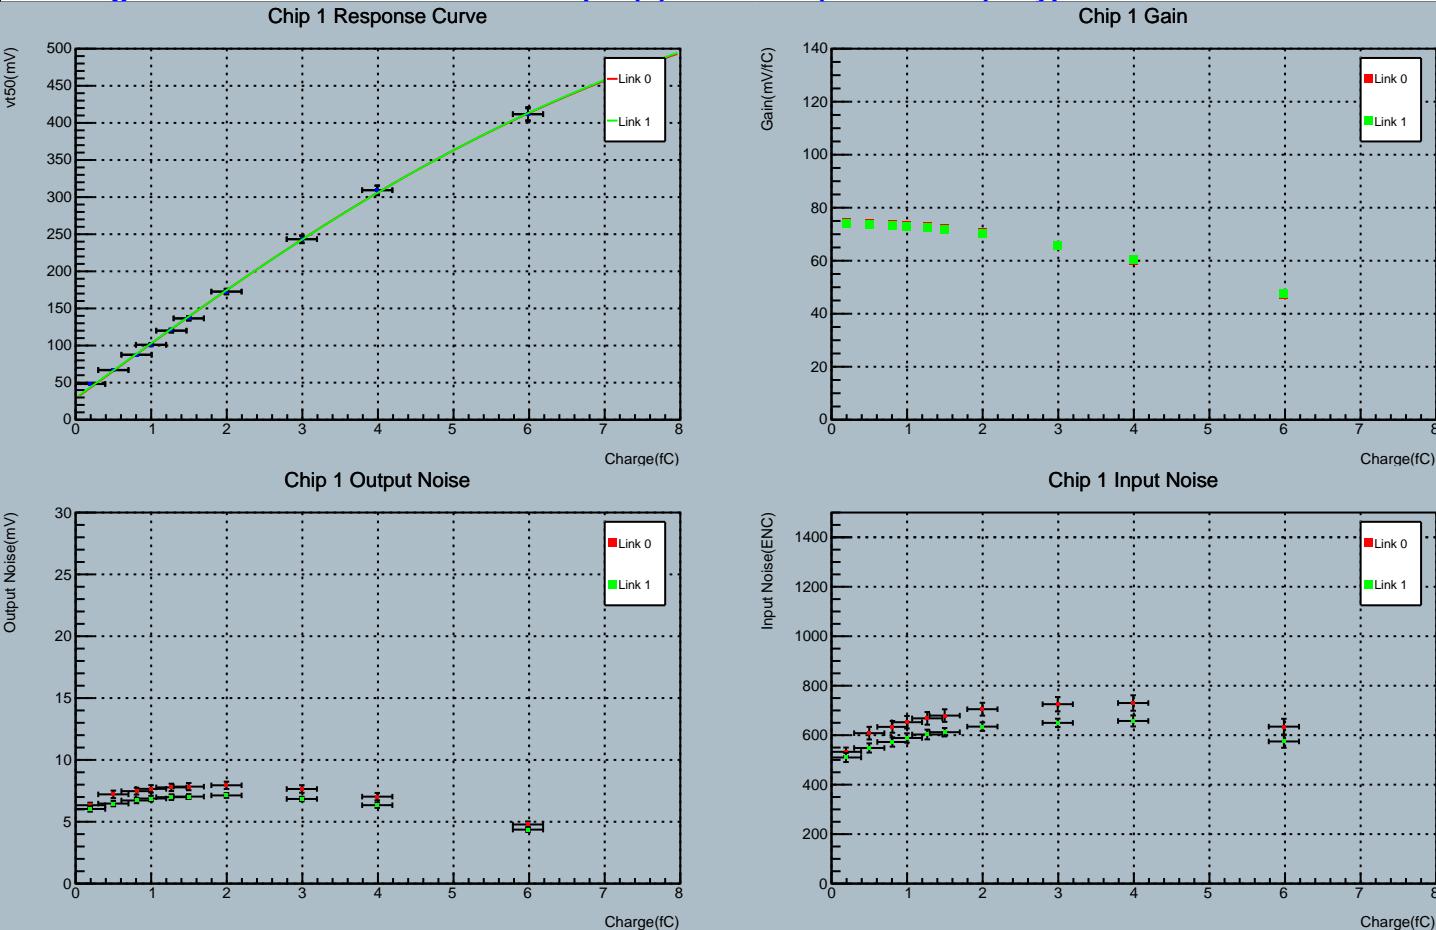 Chip 1 Response Curve
vt50(mV)
500
450
400
350
300
250
200
150
100
50
0
0 1 2 3 4 5 6 7 8
Charge(fC)
Link 0
Link 1
Chip 1 Gain
Gain(mV/fC)
140
120
100
80
60
40
20
0
0 1 2 3 4 5 6 7 8
Charge(fC)
Link 0
Link 1
Chip 1 Output Noise
Output Noise(mV)
30
25
20
15
10
5
0
0 1 2 3 4 5 6 7 8
Charge(fC)
Link 0
Link 1
Chip 1 Input Noise
Input Noise(ENC)
1400
1200
1000
800
600
400
200
0
0 1 2 3 4 5 6 7 8
Charge(fC)
Link 0
Link 1